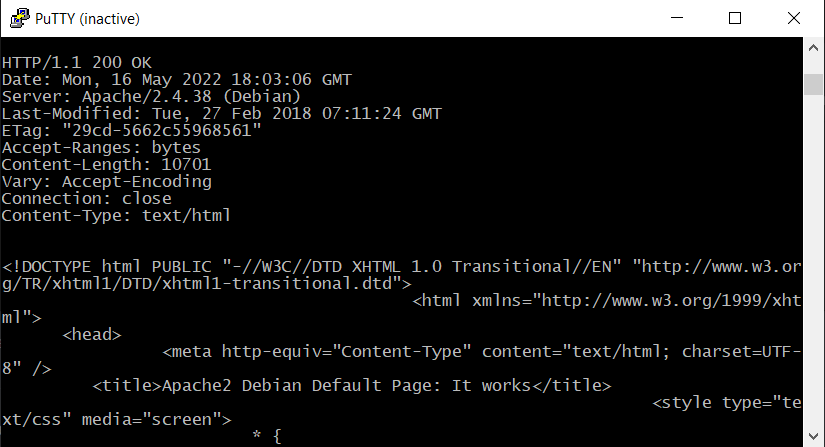 PuTTY (inactive)
HTTP/1.1 200 OK
Date: Mon, 16 May 2022 18:03:06 GMT
Server: Apache/2.4.38 (Debian)
Last-Modified: Tue, 27 Feb 2018 07:11:24 GMT
ETag: "29cd-5662c55968561"
Accept-Ranges: bytes
Content-Length: 10701
Vary: Accept-Encoding
Connection: close
Content-Type: text/html
<!DOCTYPE html PUBLIC "-//W3C//DTD XHTML 1.0 Transitional//EN" "http://www.w3.or
g/TR/xhtml1/DTD/xhtml1-transitional.dtd">
<html xmlns="http://www.w3.org/1999/xht
ml">
<head>
<meta http-equiv="Content-Type" content="text/html; charset=UTF-
8" />
<title>Apache2 Debian Default Page: It works</title>
<style type="te
xt/css" media="screen">
* {